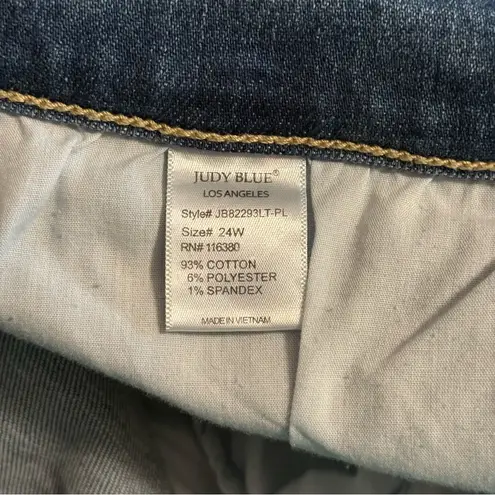 JUDY BLUE®
LOS ANGELES
Style# JB82293LT-PL
Size# 24W
RN# 116380
93% COTTON
6% POLYESTER
1% SPANDEX
MADE IN VIETNAM